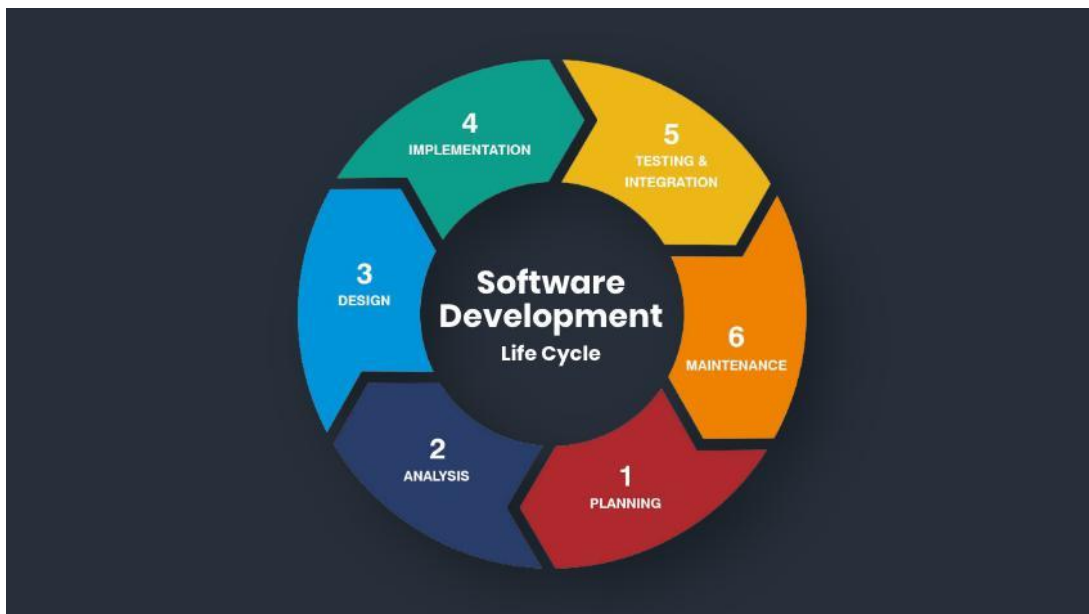 Software
Development
Life Cycle
1
PLANNING
2
ANALYSIS
3
DESIGN
4
IMPLEMENTATION
5
TESTING &
INTEGRATION
6
MAINTENANCE